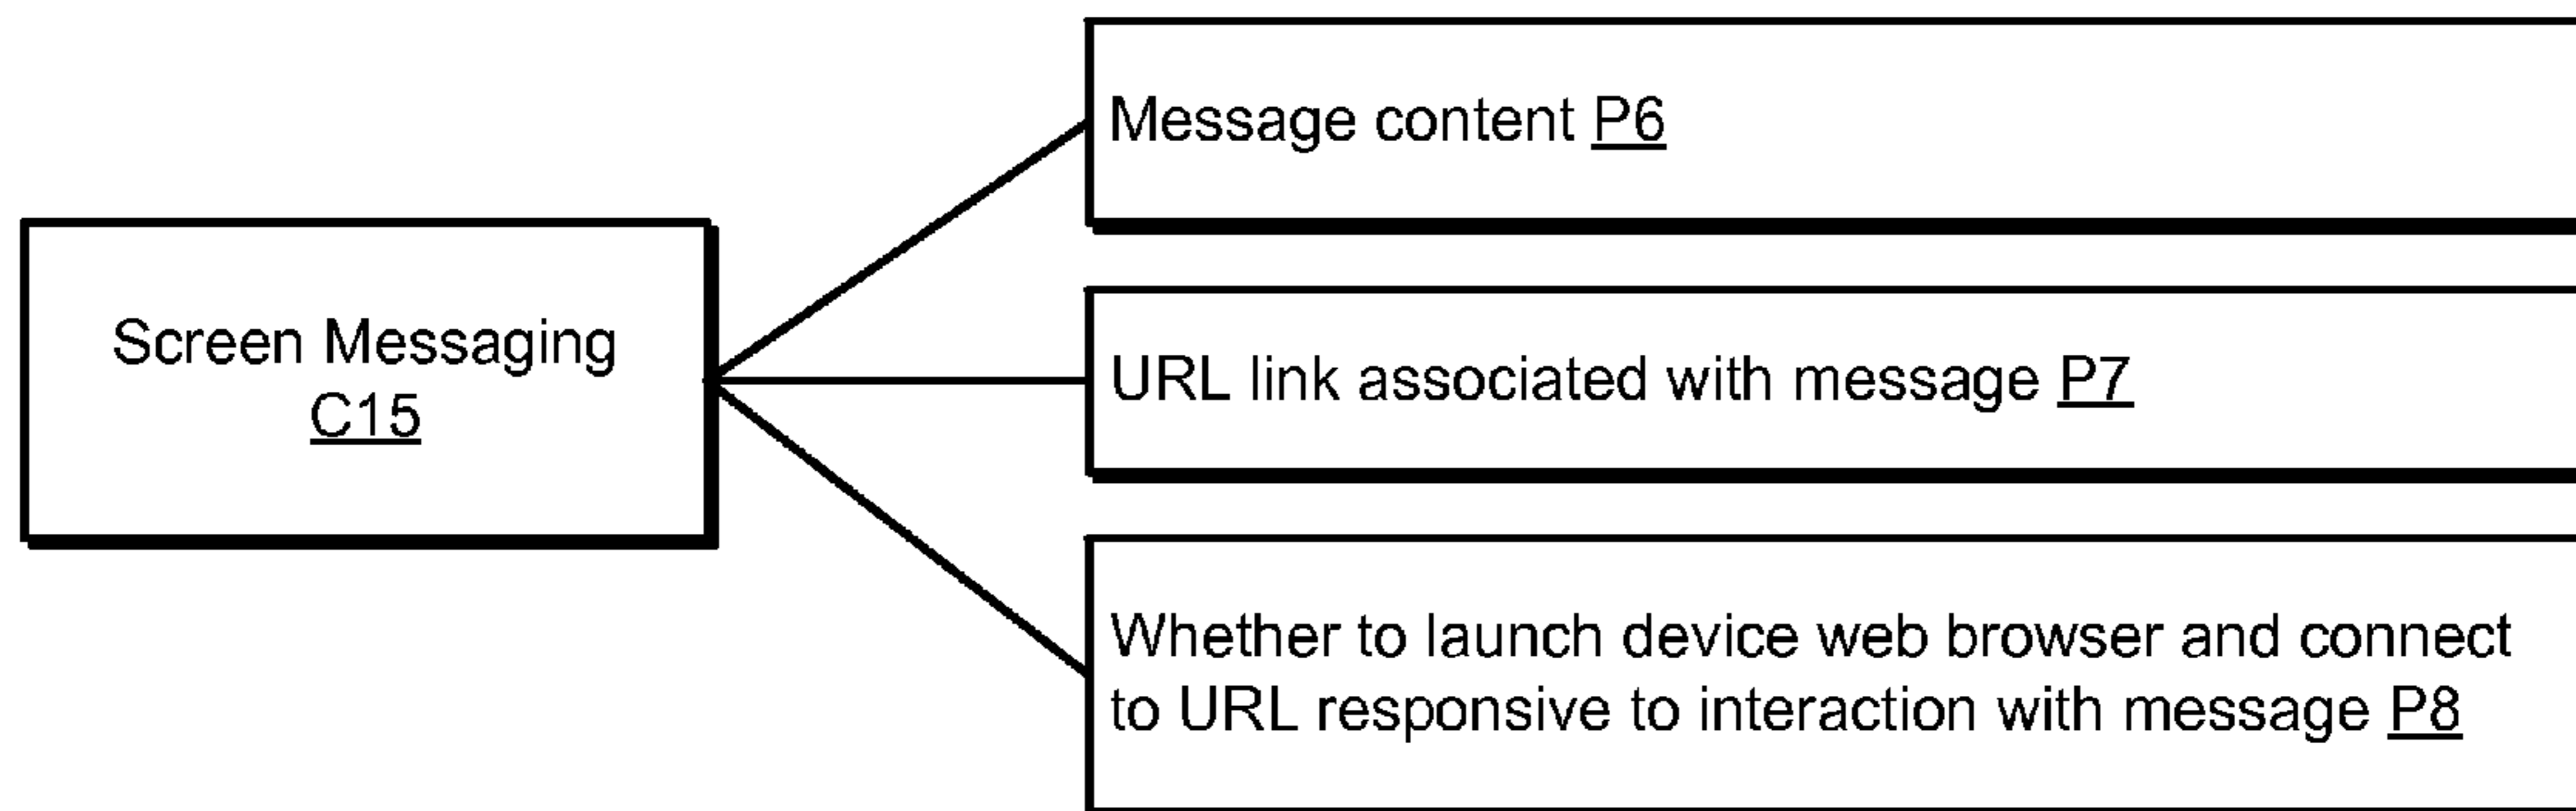 Message content P6
Screen Messaging
C15
URL link associated with message P7
Whether to launch device web browser and connect
to URL responsive to interaction with message P8